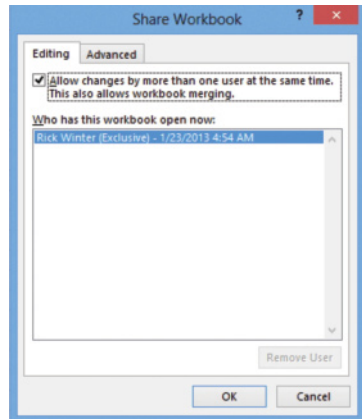 Share Workbook
? ×
Editing Advanced
Allow changes by more than one user at the same time.
This also allows workbook merging.
Who has this workbook open now:
Rick Winter (Exclusive) - 1/23/2013 4:54 AM
Remove User
OK Cancel